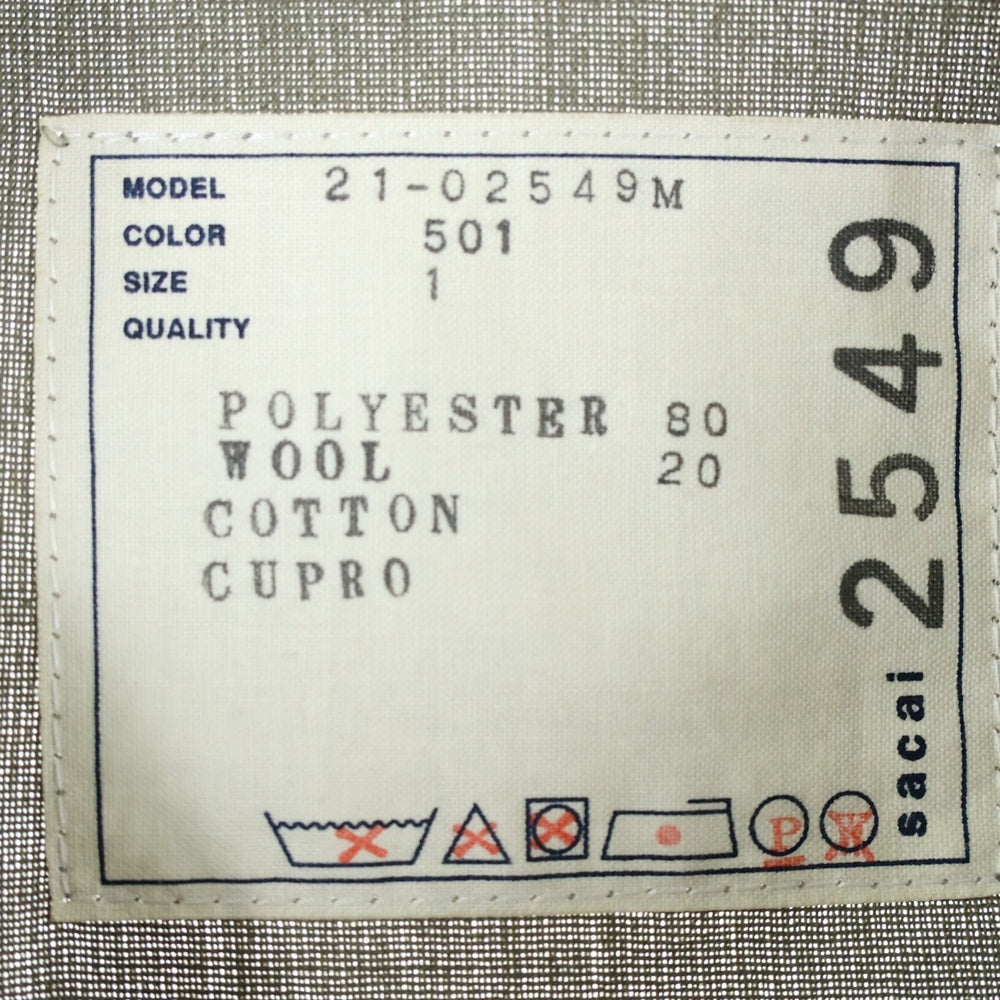 MODEL 21-02549M
COLOR 501
SIZE 1
QUALITY
POLYESTER 80
WOOL 20
COTTON
CUPRO
P W
sacai 2549